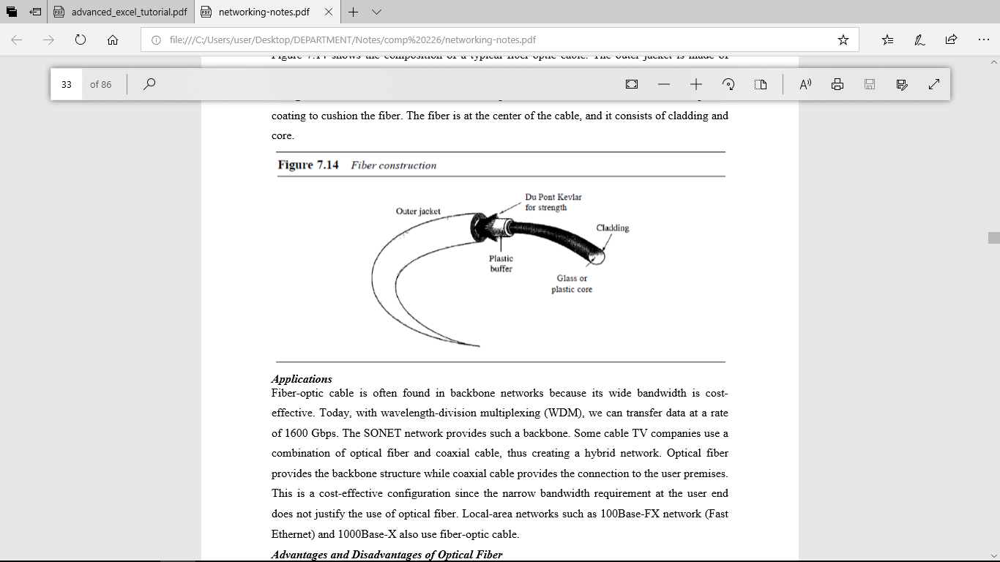 advanced_excel_tutorial.pdf
networking-notes.pdf
file:///C:/Users/user/Desktop/DEPARTMENT/Notes/comp%20226/networking-notes.pdf
Figure 7.14 shows the composition of a typical fiber-optic cable. The outer jacket is made of
33 of 86
coating to cushion the fiber. The fiber is at the center of the cable, and it consists of cladding and
core.
Figure 7.14 Fiber construction
Du Pont Kevlar
for strength
Outer jacket
Cladding
Plastic
buffer
Glass or
plastic core
Applications
Fiber-optic cable is often found in backbone networks because its wide bandwidth is cost-
effective. Today, with wavelength-division multiplexing (WDM), we can transfer data at a rate
of 1600 Gbps. The SONET network provides such a backbone. Some cable TV companies use a
combination of optical fiber and coaxial cable, thus creating a hybrid network. Optical fiber
provides the backbone structure while coaxial cable provides the connection to the user premises.
This is a cost-effective configuration since the narrow bandwidth requirement at the user end
does not justify the use of optical fiber. Local-area networks such as 100Base-FX network (Fast
Ethernet) and 1000Base-X also use fiber-optic cable.
Advantages and Disadvantages of Optical Fiber